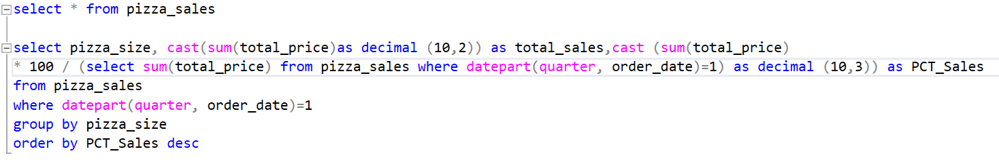 select * from pizza_sales
select pizza_size, cast(sum(total_price)as decimal (10,2)) as total_sales,cast (sum(total_price)
* 100 / (select sum(total_price) from pizza_sales where datepart(quarter, order_date)=1) as decimal (10,3)) as PCT_Sales
from pizza_sales
where datepart(quarter, order_date)=1
group by pizza_size
order by PCT_Sales desc